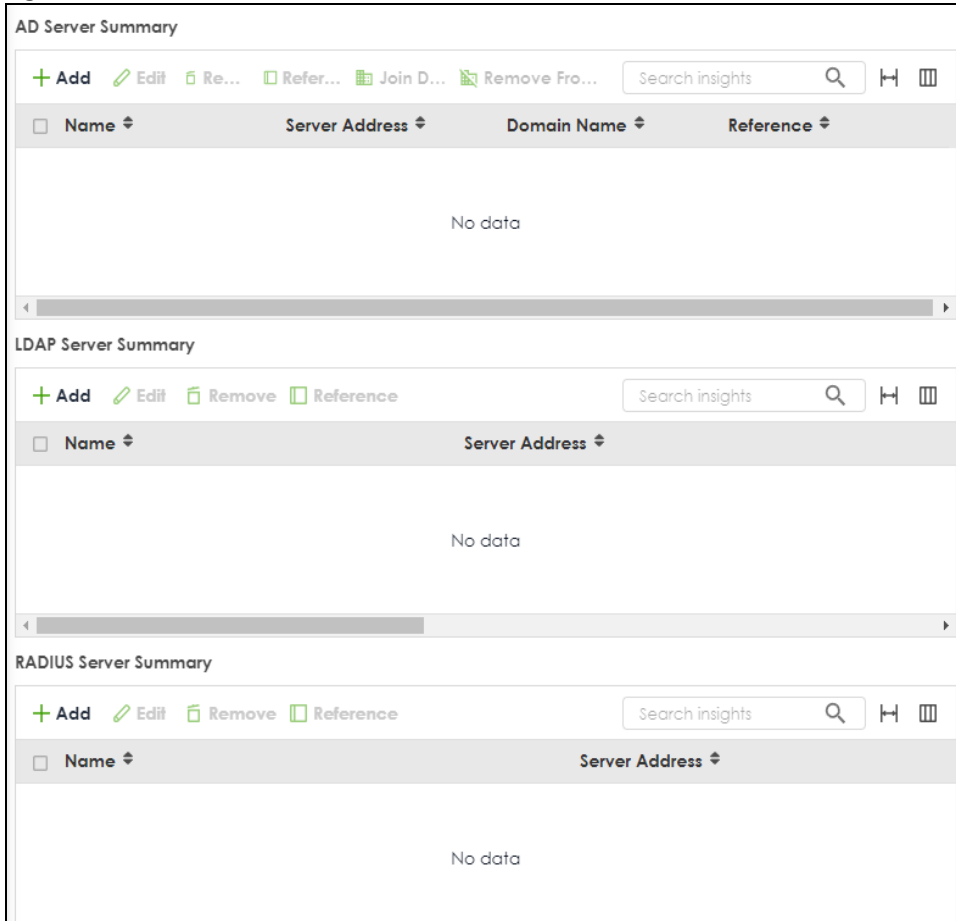 AD Server Summary
Add Edit Re... Refer... Join D... Remove Fro... Search insights
Name Server Address Domain Name Reference
No data
LDAP Server Summary
Add Edit Remove Reference Search insights
Name Server Address
No data
RADIUS Server Summary
Add Edit Remove Reference Search insights
Name Server Address
No data